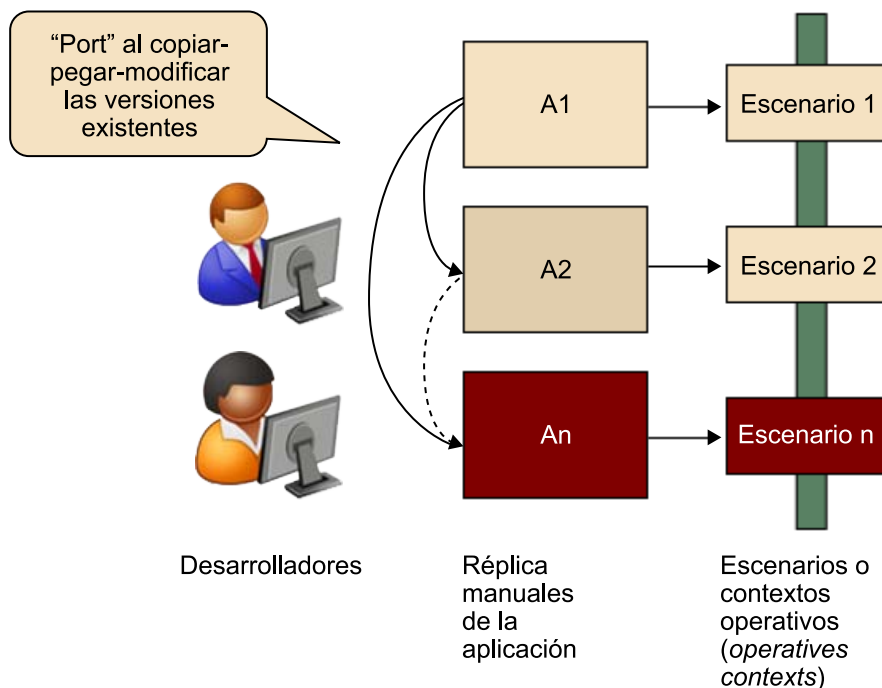 “Port” al copiar-
pegar-modificar
las versiones
existentes
A1
Escenario 1
A2
Escenario 2
An
Escenario n
Desarrolladores
Réplica
manuales
de la
aplicación
Escenarios o
contextos
operativos
(operatives
contexts)